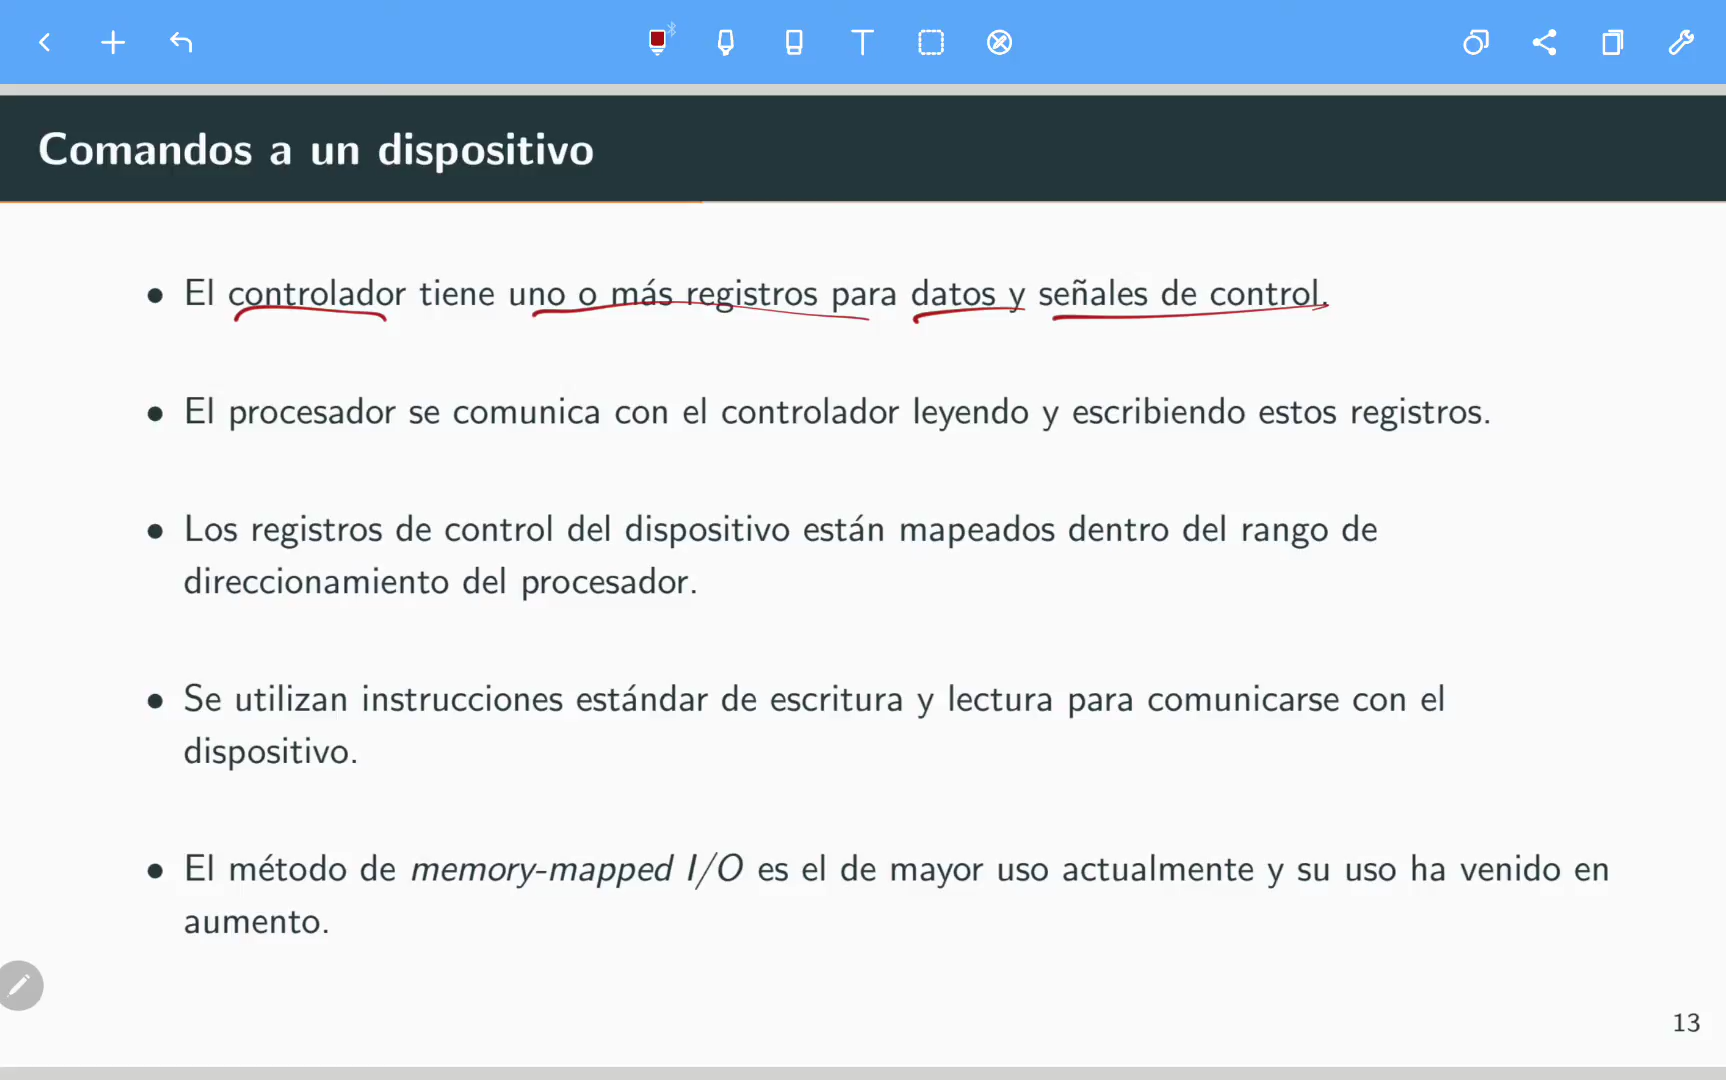 Comandos a un dispositivo
• El controlador tiene uno o más registros para datos y señales de control.
• El procesador se comunica con el controlador leyendo y escribiendo estos registros.
• Los registros de control del dispositivo están mapeados dentro del rango de
direccionamiento del procesador.
• Se utilizan instrucciones estándar de escritura y lectura para comunicarse con el
dispositivo.
• El método de memory-mapped I/O es el de mayor uso actualmente y su uso ha venido en
aumento.
13